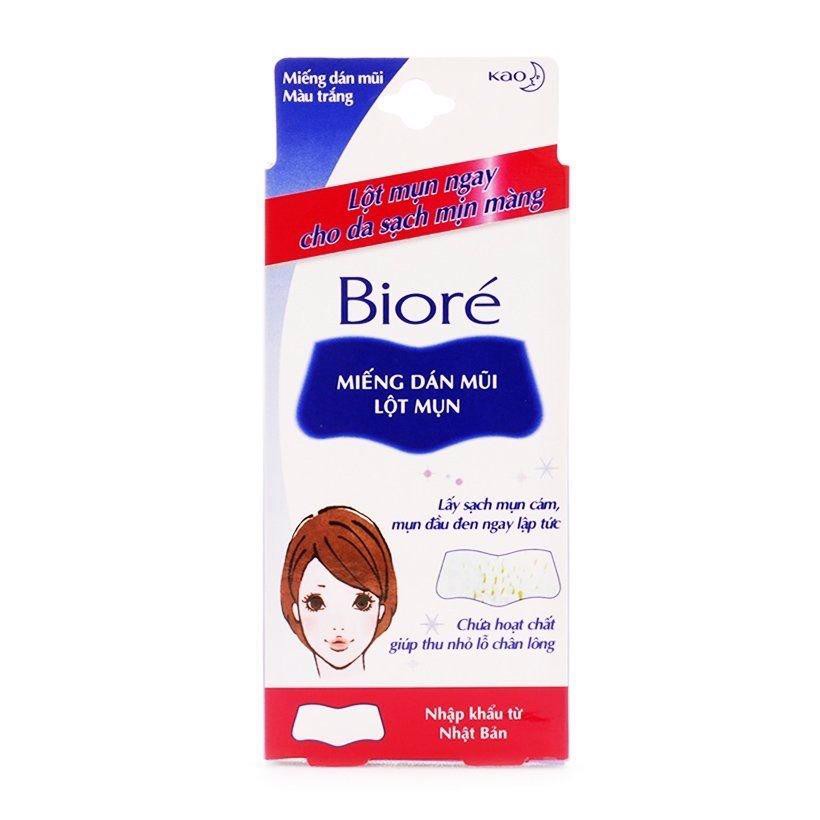 Miếng dán mũi
Màu trắng
Kao
Lột mụn ngay
cho da sạch mịn màng
Bioré
MIẾNG DÁN MŨI
LỘT MỤN
Lấy sạch mụn cám,
mụn đầu đen ngay lập tức
Chứa hoạt chất
giúp thu nhỏ lỗ chân lông
Nhập khẩu từ
Nhật Bản